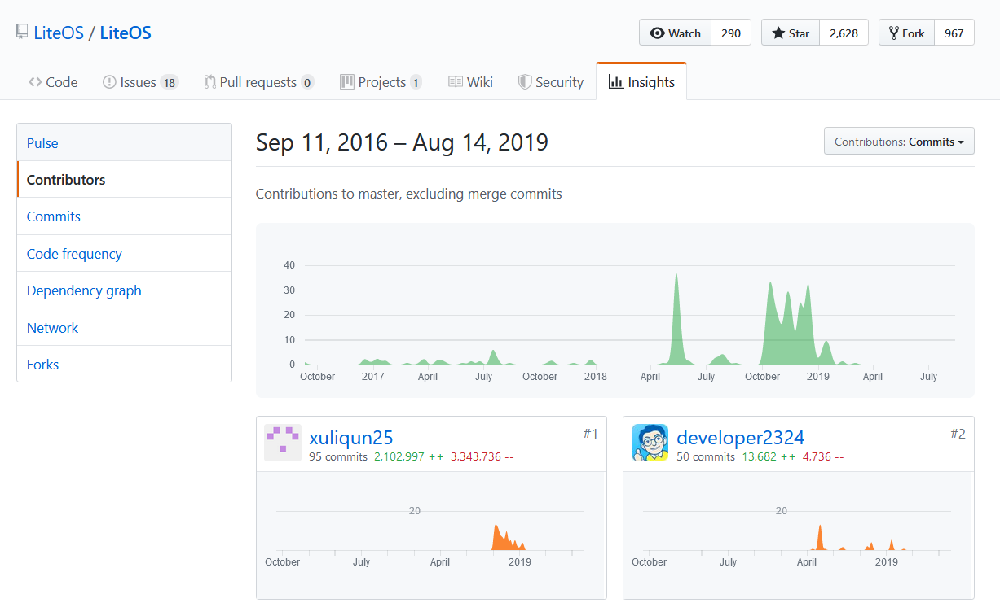 LiteOS / LiteOS
Watch 290 Star 2,628 Fork 967
Code Issues 18 Pull requests 0 Projects 1 Wiki Security Insights
Pulse
Contributors
Commits
Code frequency
Dependency graph
Network
Forks
Sep 11, 2016 – Aug 14, 2019
Contributions: Commits
Contributions to master, excluding merge commits
40
30
20
10
0
October 2017 April July October 2018 April July October 2019 April July
xuliqun25 #1
95 commits 2,102,997 ++ 3,343,736 --
20
October July April 2019
developer2324 #2
50 commits 13,682 ++ 4,736 --
20
October July April 2019